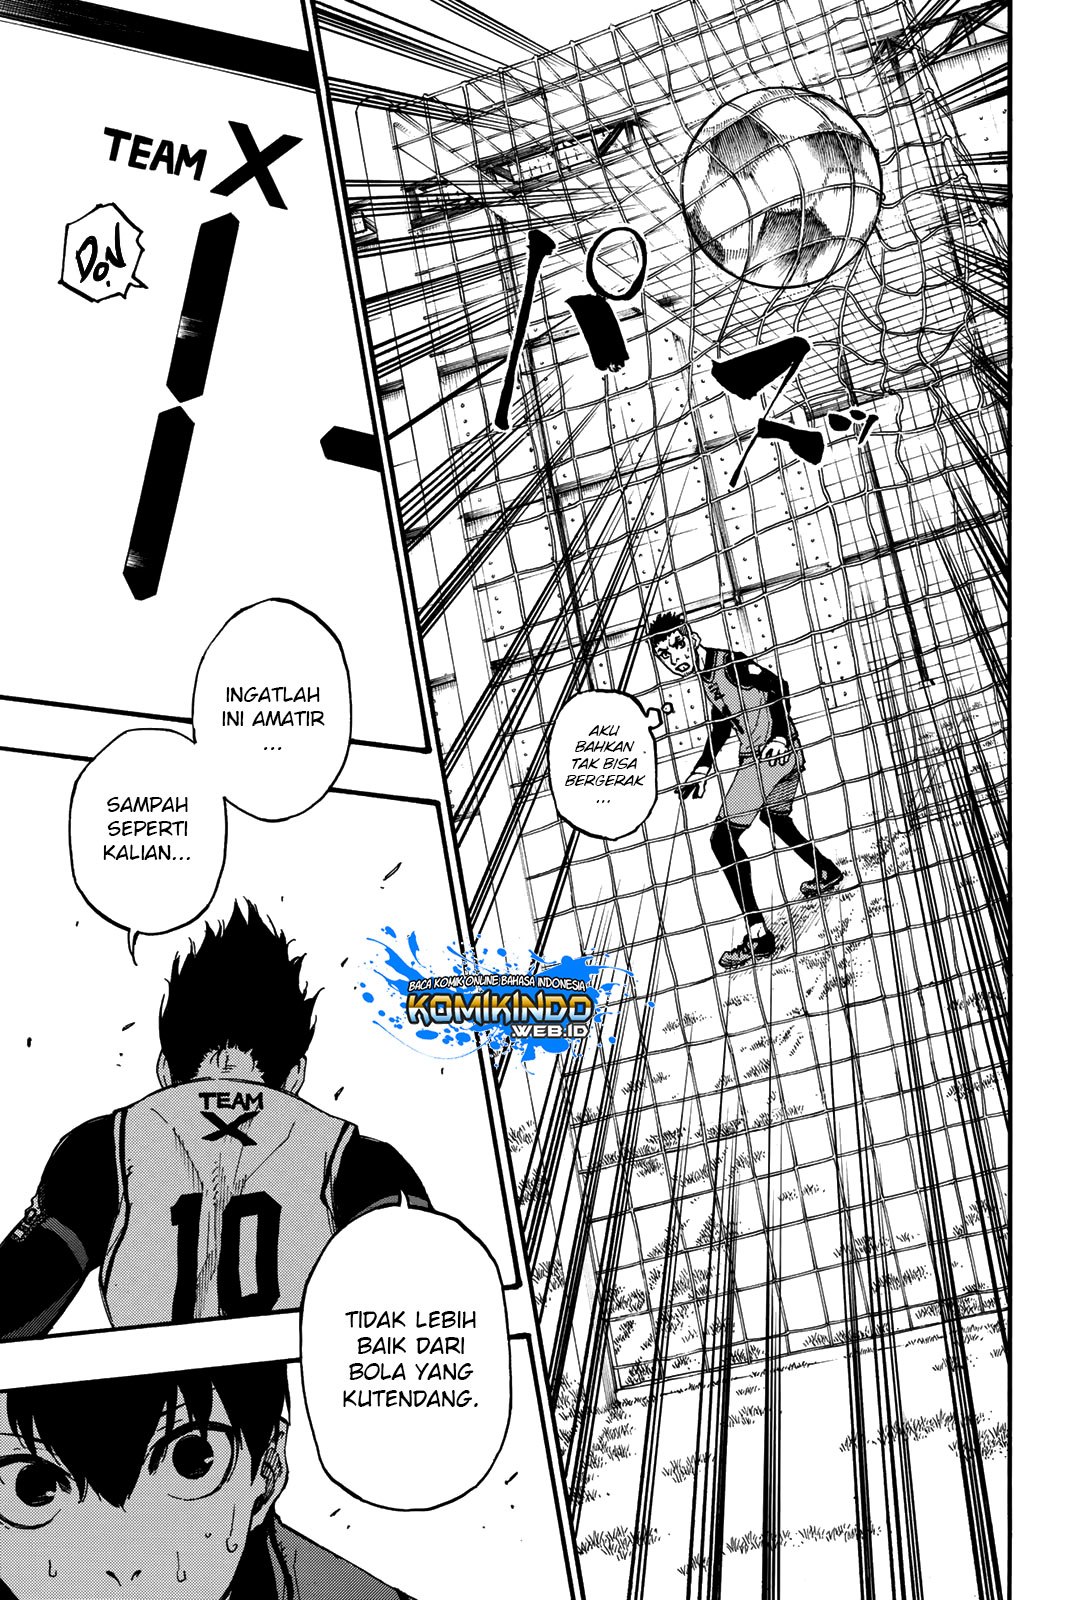 パスッ
AKU
BAHKAN
TAK BISA
BERGERAK
...
TEAM X
DON
1
INGATLAH
INI AMATIR
...
SAMPAH
SEPERTI
KALIAN...
TEAM
X
10
BACA KOMIK ONLINE BAHASA INDONESIA
KOMIKINDO
WEB.ID
TIDAK LEBIH
BAIK DARI
BOLA YANG
KUTENDANG.